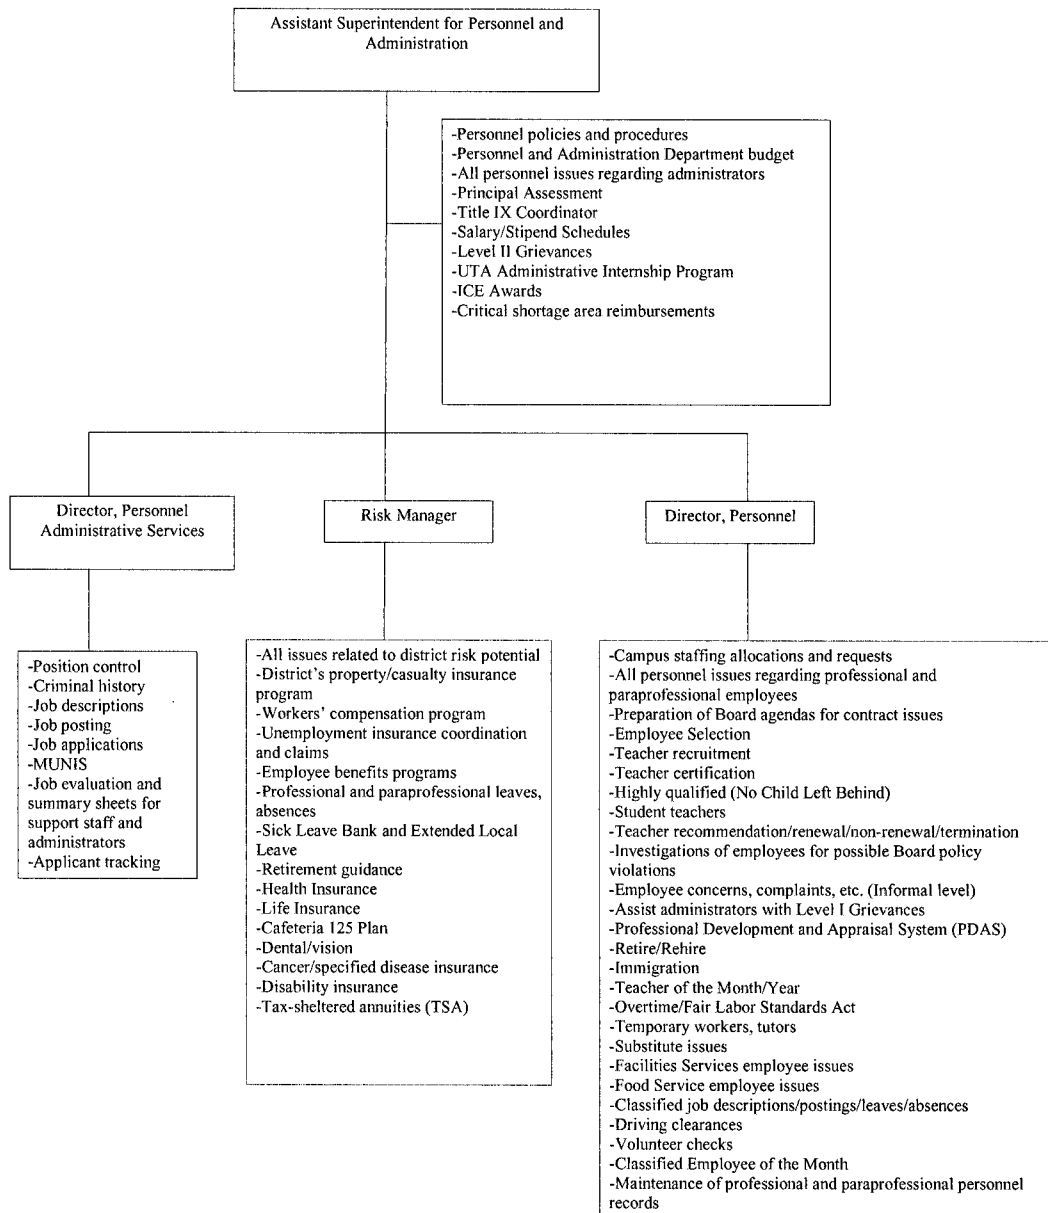 Assistant Superintendent for Personnel and
Administration
-Personnel policies and procedures
-Personnel and Administration Department budget
-All personnel issues regarding administrators
-Principal Assessment
-Title IX Coordinator
-Salary/Stipend Schedules
-Level II Grievances
-UTA Administrative Internship Program
-ICE Awards
-Critical shortage area reimbursements
Director, Personnel
Administrative Services
Risk Manager
Director, Personnel
-Position control
-Criminal history
-Job descriptions
-Job posting
-Job applications
-MUNIS
-Job evaluation and
summary sheets for
support staff and
administrators
-Applicant tracking
-All issues related to district risk potential
-District's property/casualty insurance
program
-Workers' compensation program
-Unemployment insurance coordination
and claims
-Employee benefits programs
-Professional and paraprofessional leaves,
absences
-Sick Leave Bank and Extended Local
Leave
-Retirement guidance
-Health Insurance
-Life Insurance
-Cafeteria 125 Plan
-Dental/vision
-Cancer/specified disease insurance
-Disability insurance
-Tax-sheltered annuities (TSA)
-Campus staffing allocations and requests
-All personnel issues regarding professional and
paraprofessional employees
-Preparation of Board agendas for contract issues
-Employee Selection
-Teacher recruitment
-Teacher certification
-Highly qualified (No Child Left Behind)
-Student teachers
-Teacher recommendation/renewal/non-renewal/termination
-Investigations of employees for possible Board policy
violations
-Employee concerns, complaints, etc. (Informal level)
-Assist administrators with Level I Grievances
-Professional Development and Appraisal System (PDAS)
-Retire/Rehire
-Immigration
-Teacher of the Month/Year
-Overtime/Fair Labor Standards Act
-Temporary workers, tutors
-Substitute issues
-Facilities Services employee issues
-Food Service employee issues
-Classified job descriptions/postings/leaves/absences
-Driving clearances
-Volunteer checks
-Classified Employee of the Month
-Maintenance of professional and paraprofessional personnel
records